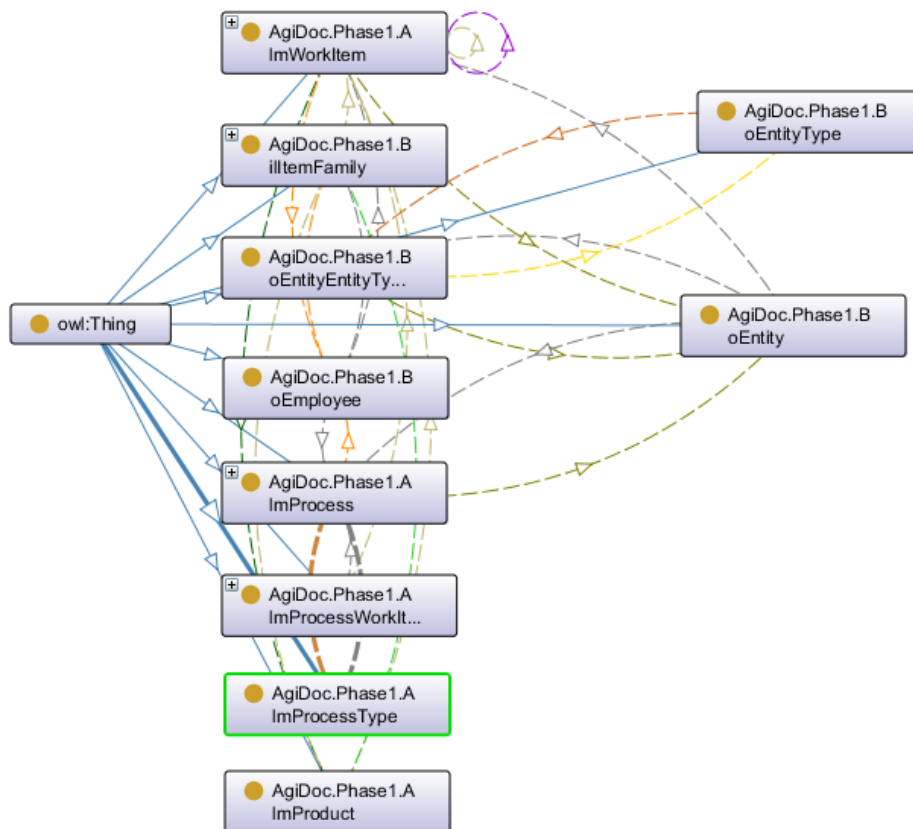 AgiDoc.Phase1.A
lmWorkItem
AgiDoc.Phase1.B
oEntityType
AgiDoc.Phase1.B
illItemFamily
AgiDoc.Phase1.B
oEntityEntityTy...
owl:Thing
AgiDoc.Phase1.B
oEntity
AgiDoc.Phase1.B
oEmployee
AgiDoc.Phase1.A
lmProcess
AgiDoc.Phase1.A
lmProcessWorkIt...
AgiDoc.Phase1.A
lmProcessType
AgiDoc.Phase1.A
lmProduct